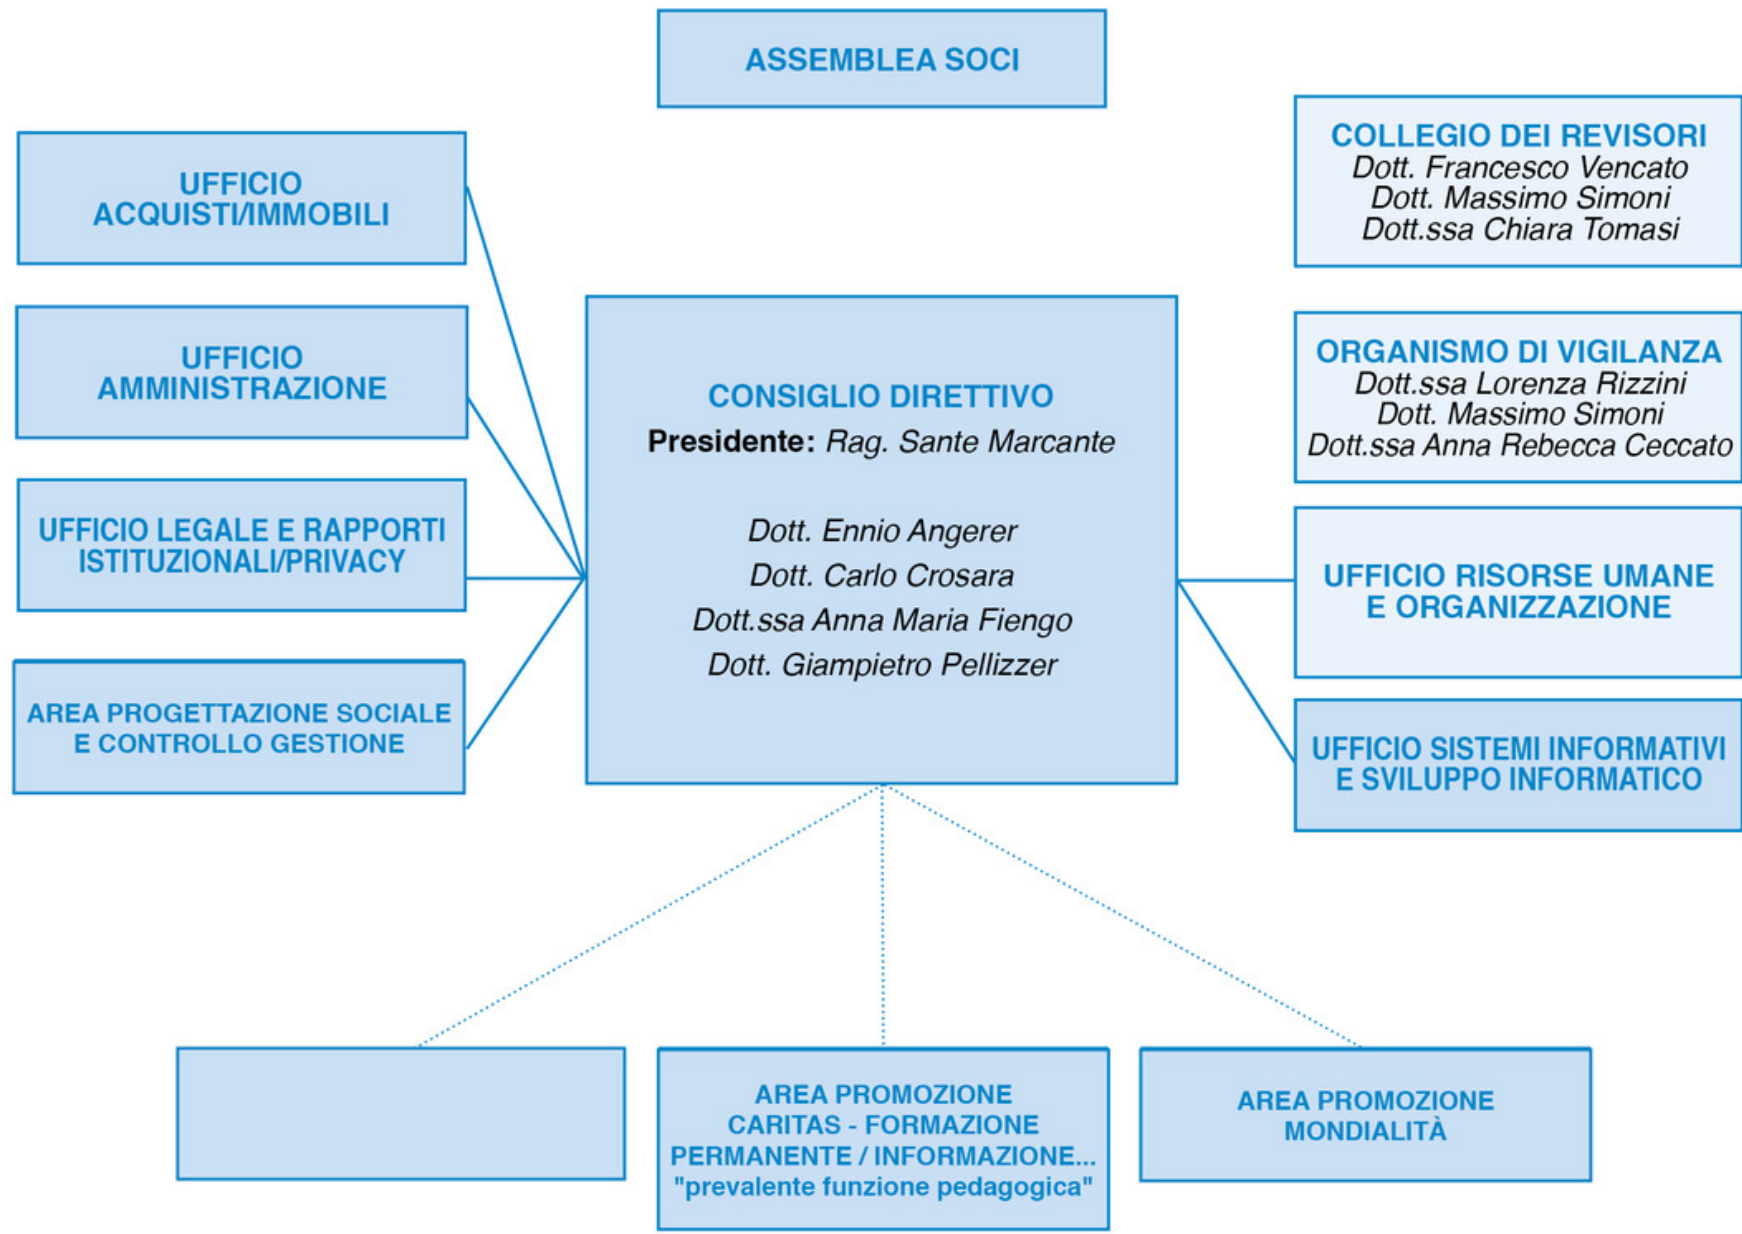 ASSEMBLEA SOCI
UFFICIO
ACQUISTI/IMMOBILI
UFFICIO
AMMINISTRAZIONE
UFFICIO LEGALE E RAPPORTI
ISTITUZIONALI/PRIVACY
AREA PROGETTAZIONE SOCIALE
E CONTROLLO GESTIONE
CONSIGLIO DIRETTIVO
Presidente: Rag. Sante Marcante
Dott. Ennio Angerer
Dott. Carlo Crosara
Dott.ssa Anna Maria Fiengo
Dott. Giampietro Pellizzer
COLLEGIO DEI REVISORI
Dott. Francesco Vencato
Dott. Massimo Simoni
Dott.ssa Chiara Tomasi
ORGANISMO DI VIGILANZA
Dott.ssa Lorenza Rizzini
Dott. Massimo Simoni
Dott.ssa Anna Rebecca Ceccato
UFFICIO RISORSE UMANE
E ORGANIZZAZIONE
UFFICIO SISTEMI INFORMATIVI
E SVILUPPO INFORMATICO
AREA PROMOZIONE
CARITAS - FORMAZIONE
PERMANENTE / INFORMAZIONE...
"prevalente funzione pedagogica"
AREA PROMOZIONE
MONDIALITÀ